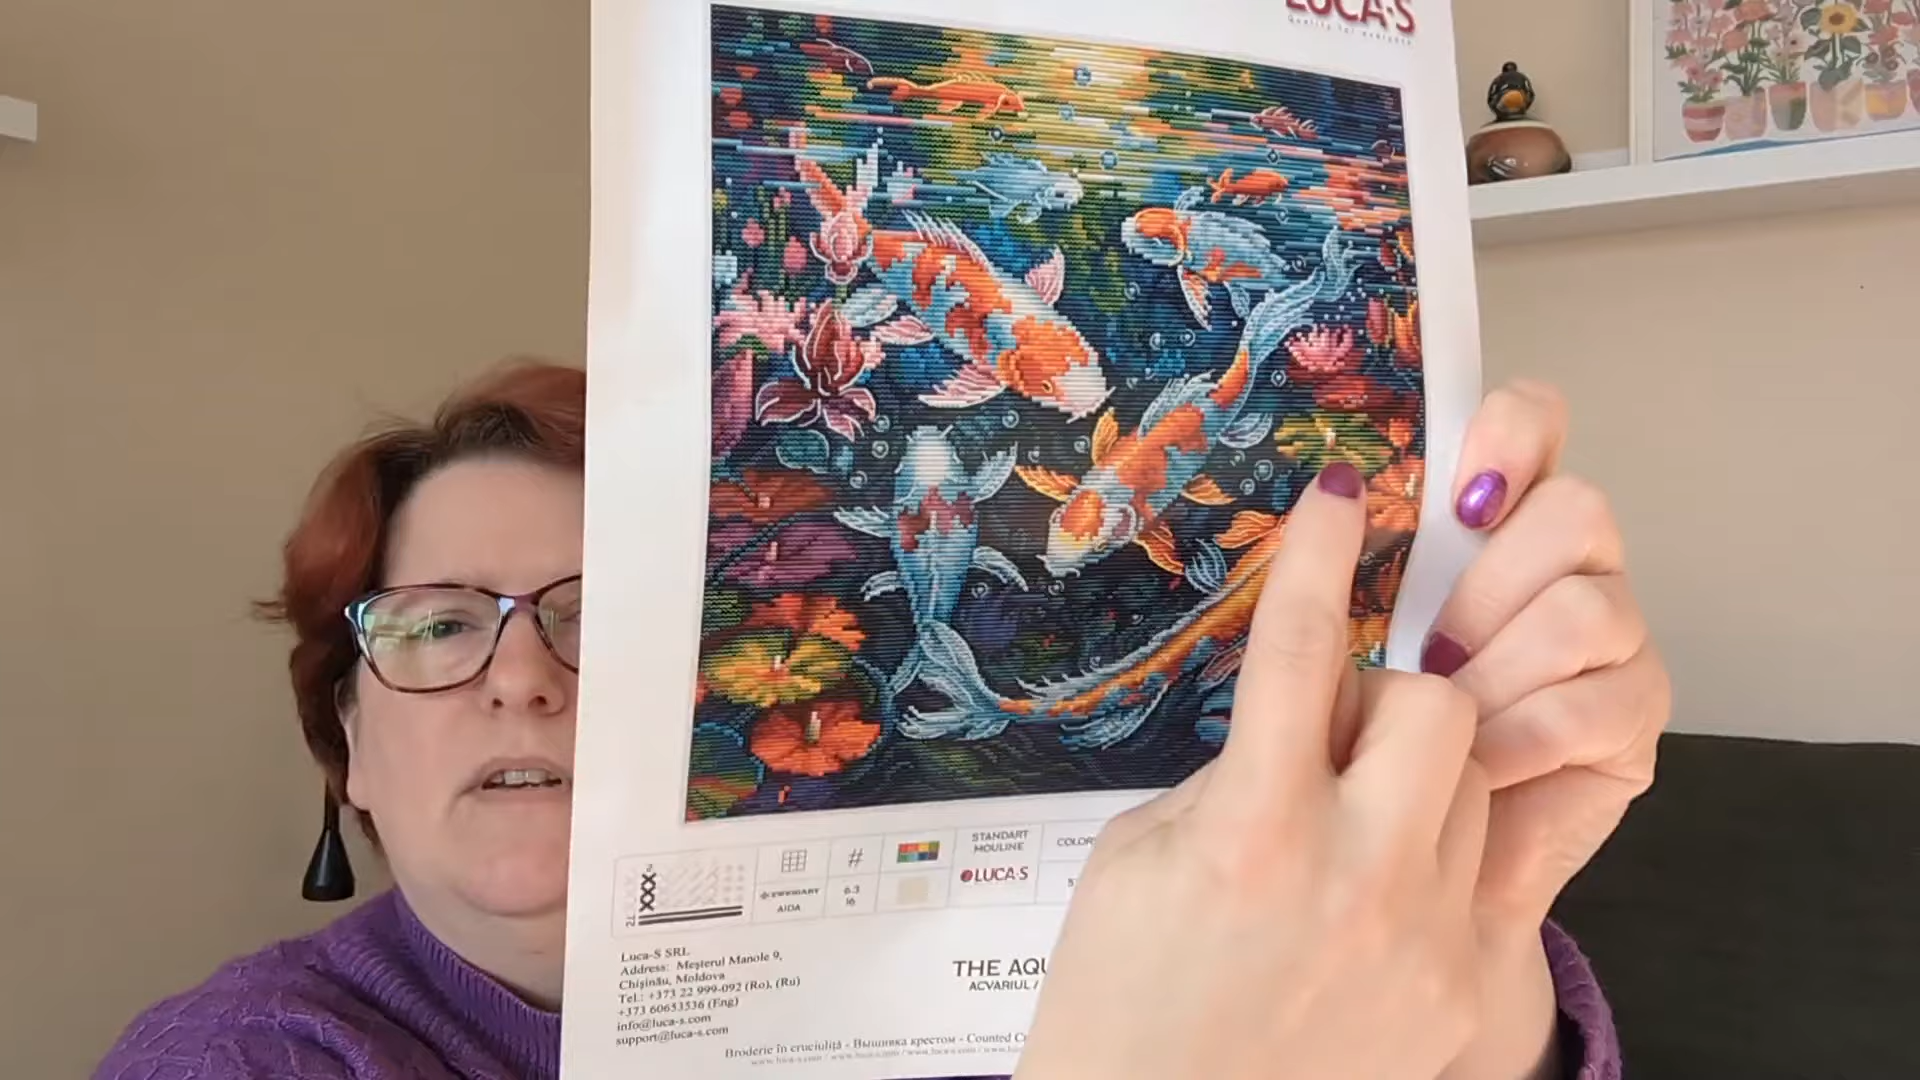 LUCA-S
Quality for everyone
STANDART
MOULINE
COLOR
ZWEIGART
AIDA
#
6.3
16
LUCA-S
Luca-S SRL
Address: Meșterul Manole 9,
Chișinău, Moldova
Tel.: +373 22 999-092 (Ro), (Ru)
+373 60653536 (Eng)
info@luca-s.com
support@luca-s.com
THE AQU
ACVARIUL /
Broderie în cruciuliță - Вышивка крестом - Counted C